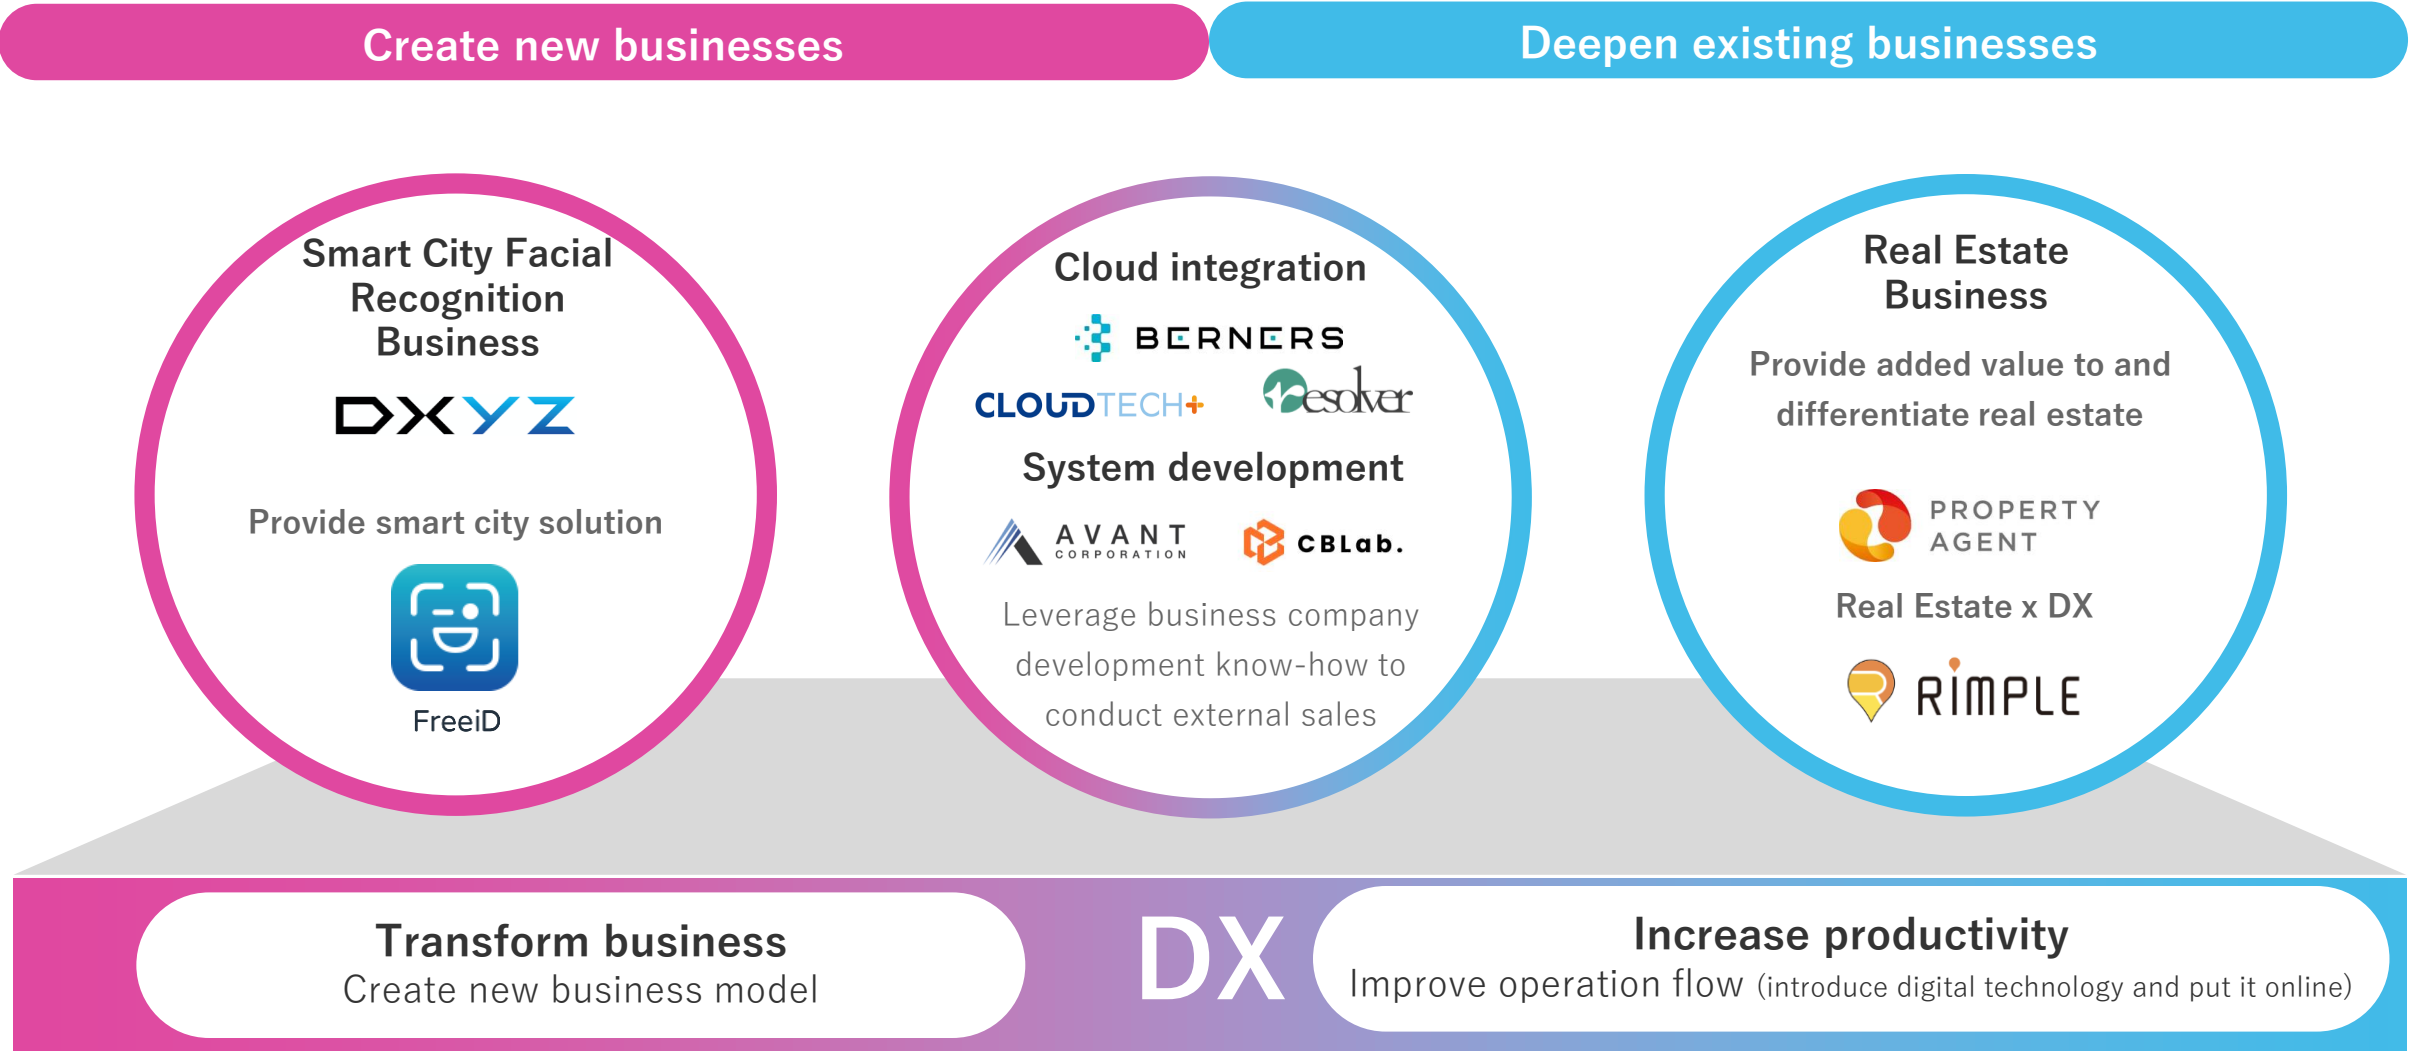 Create new businesses
Deepen existing businesses
Smart City Facial
Recognition
Business
DXYZ
Provide smart city solution
FreeiD
Cloud integration
BERNERS
CLOUDTECH+
resolver
System development
AVANT
CORPORATION
CBLab.
Leverage business company
development know-how to
conduct external sales
Real Estate
Business
Provide added value to and
differentiate real estate
PROPERTY
AGENT
Real Estate x DX
RIMPLE
Transform business
Create new business model
DX
Increase productivity
Improve operation flow (introduce digital technology and put it online)